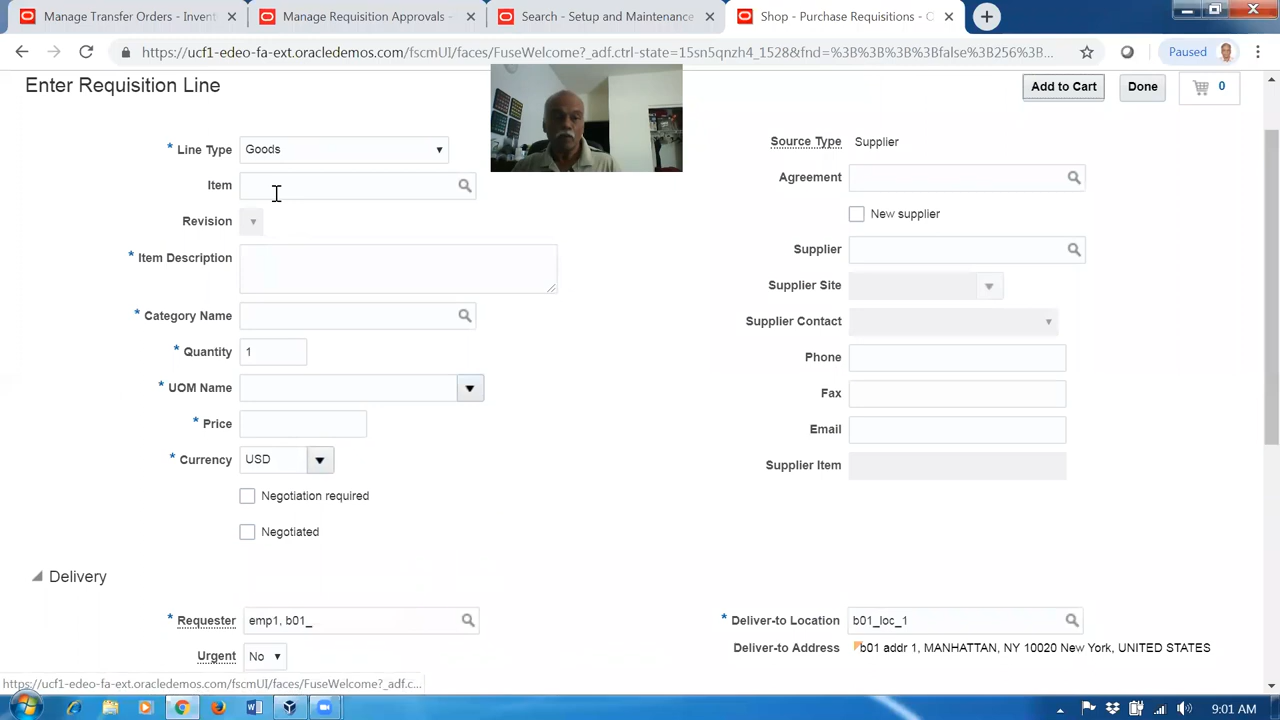 Manage Transfer Orders - Invent
Manage Requisition Approvals -
Setup and Maintenance
Shop - Purchase Requisitions -
https://ucf1-edeo-fa-ext.oracledemos.com/fscmUI/faces/FuseWelcome?_adf.ctrl-state=15sn5qnzh4_1528&fnd=%3B%3B%3B%3Bfalse%3B256%3B...
Paused
Enter Requisition Line
Add to Cart
Done
0
* Line Type Goods
Item
Revision
* Item Description
* Category Name
* Quantity 1
* UOM Name
* Price
* Currency USD
Negotiation required
Negotiated
Source Type Supplier
Agreement
New supplier
Supplier
Supplier Site
Supplier Contact
Phone
Fax
Email
Supplier Item
Delivery
* Requester emp1, b01_
Urgent No
* Deliver-to Location b01_loc_1
Deliver-to Address b01 addr 1, MANHATTAN, NY 10020 New York, UNITED STATES
https://ucf1-edeo-fa-ext.oracledemos.com/fscmUI/faces/FuseWelcome?_adf.c...
9:01 AM